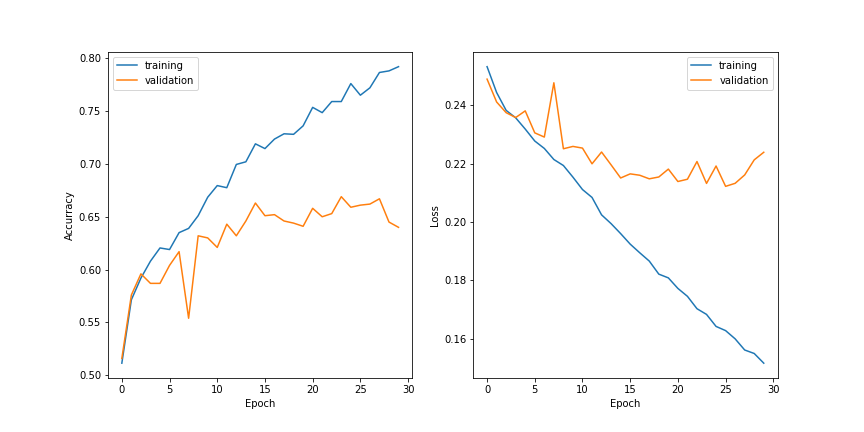 training
validation
0.80
0.75
0.70
0.65
0.60
0.55
0.50
Accurracy
0 5 10 15 20 25 30
Epoch
training
validation
0.24
0.22
0.20
0.18
0.16
Loss
0 5 10 15 20 25 30
Epoch